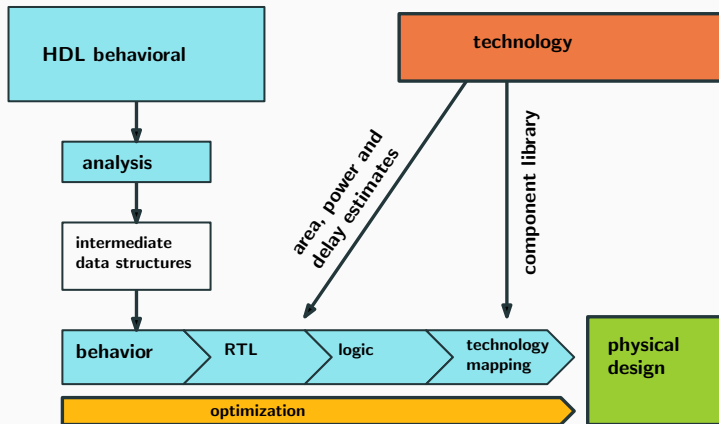 HDL behavioral
technology
analysis
area, power and
delay estimates
component library
intermediate
data structures
behavior
RTL
logic
technology
mapping
physical
design
optimization